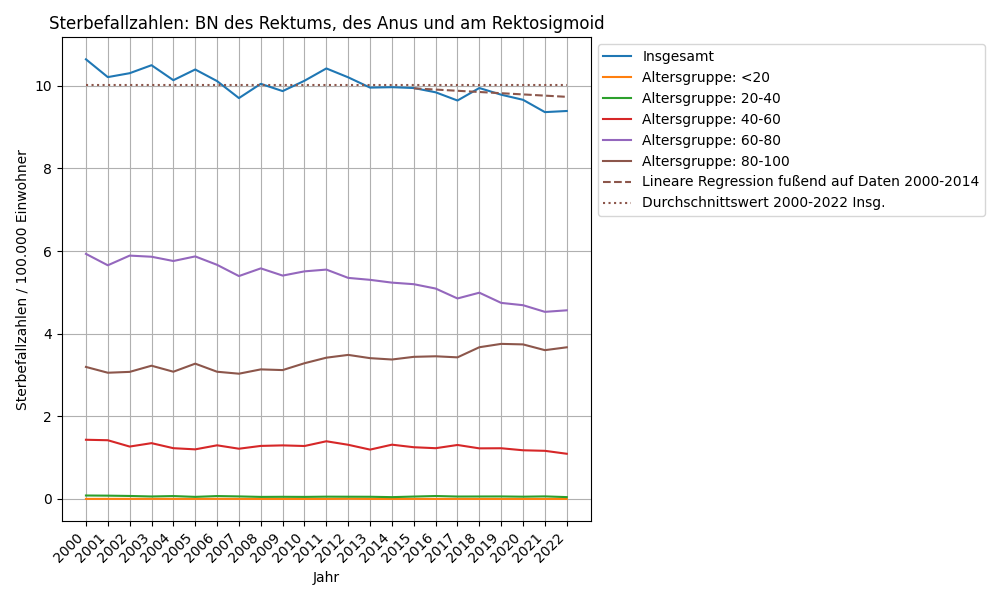 Sterbefallzahlen: BN des Rektums, des Anus und am Rektosigmoid
Sterbefallzahlen / 100.000 Einwohner
10
8
6
4
2
0
2000
2001
2002
2003
2004
2005
2006
2007
2008
2009
2010
2011
2012
2013
2014
2015
2016
2017
2018
2019
2020
2021
2022
Jahr
Insgesamt
Altersgruppe: <20
Altersgruppe: 20-40
Altersgruppe: 40-60
Altersgruppe: 60-80
Altersgruppe: 80-100
Lineare Regression fußend auf Daten 2000-2014
Durchschnittswert 2000-2022 Insg.